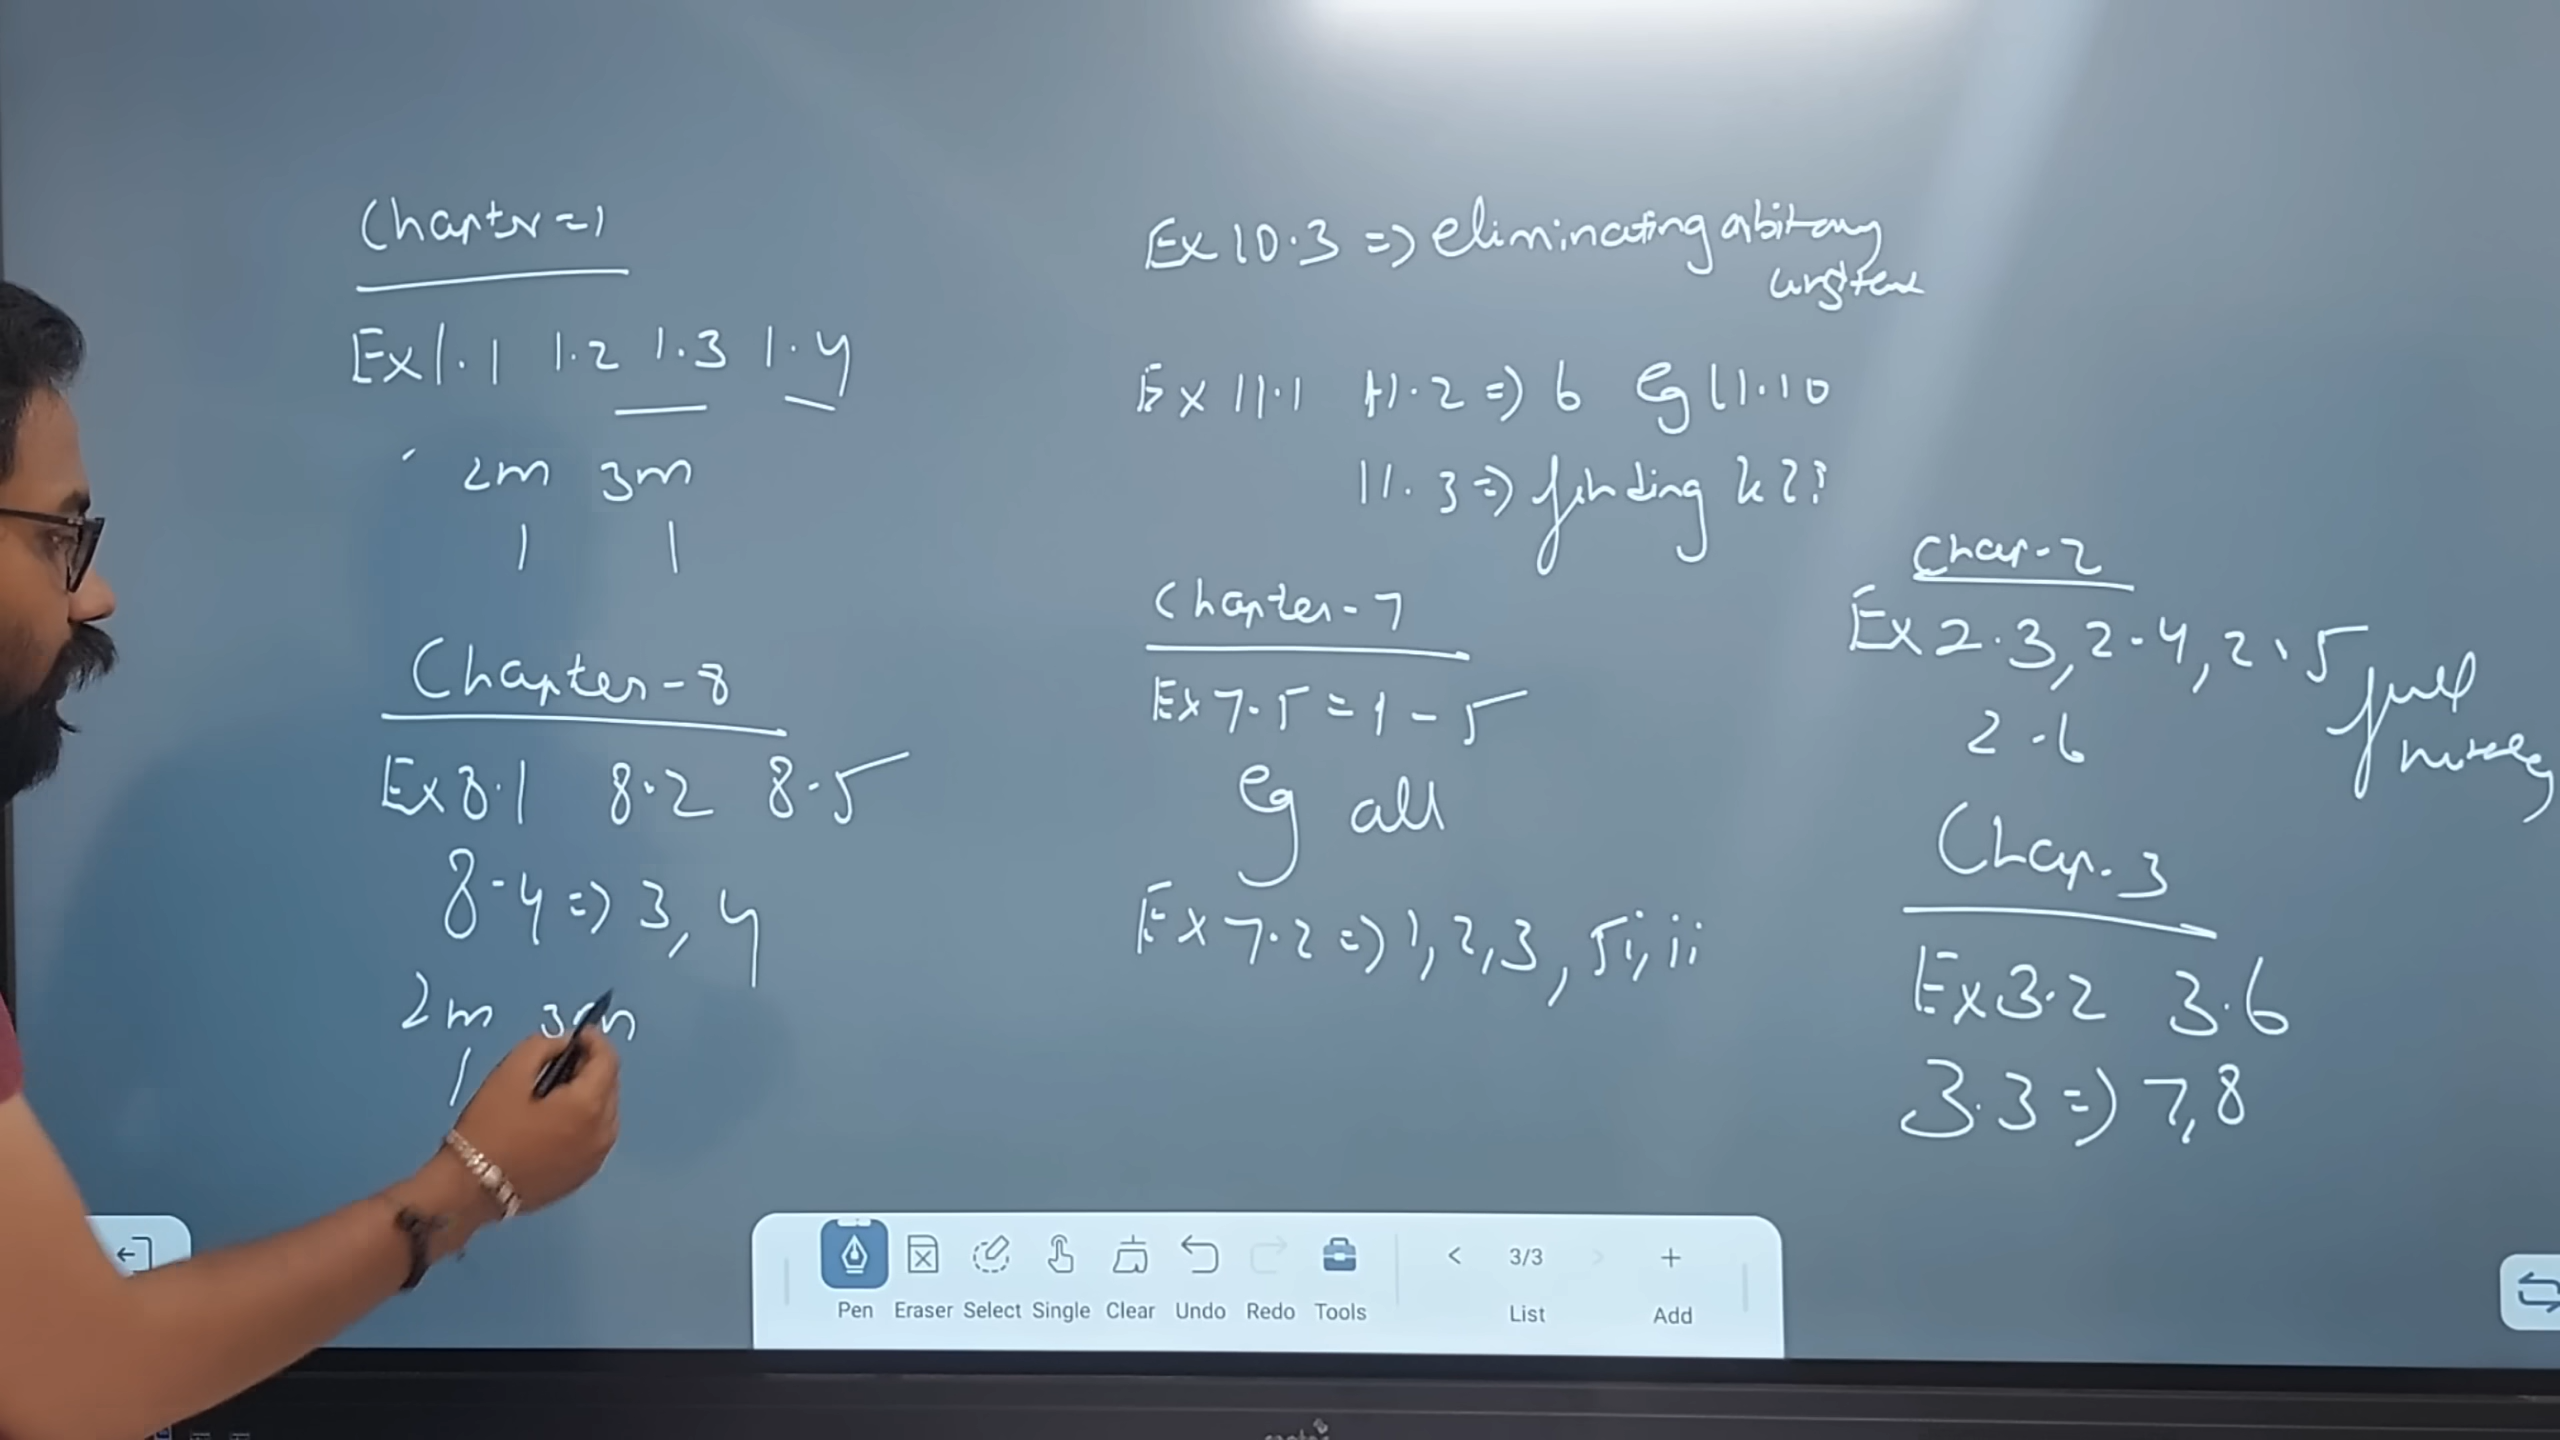 Chapter = 1
Ex 1.1 1.2 1.3 1.4
2m 3m
1 1
Chapter - 8
Ex 8.1 8.2 8.5
8.4 => 3, 4
2m 3m
1
Ex 10.3 => eliminating
Ex 11.1 11.2 => 6 eg 11.10
11.3 => finding k??
Chapter - 7
Ex 7.5 = 1 - 5
eg all
Ex 7.2 => 1, 2, 3, 5i, ii
Chap - 2
Ex 2.3, 2.4, 2.5
2.6
full
Chap - 3
Ex 3.2 3.6
3.3 => 7, 8
Pen Eraser Select Single Clear Undo Redo Tools
< 3/3 > +
List Add